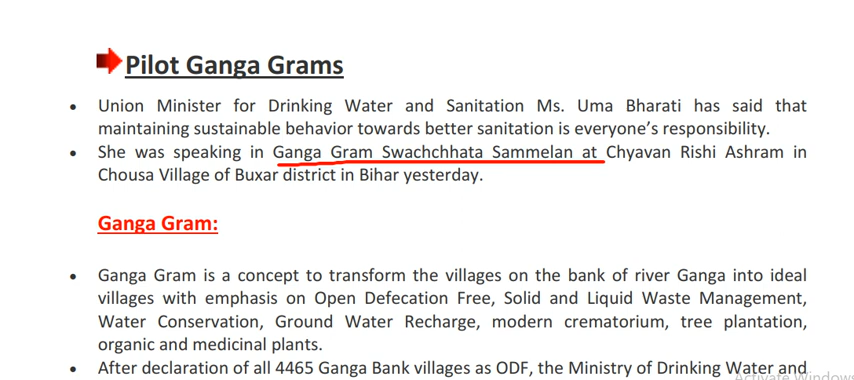 Pilot Ganga Grams
• Union Minister for Drinking Water and Sanitation Ms. Uma Bharati has said that
maintaining sustainable behavior towards better sanitation is everyone’s responsibility.
• She was speaking in Ganga Gram Swachchhata Sammelan at Chyavan Rishi Ashram in
Chousa Village of Buxar district in Bihar yesterday.
Ganga Gram:
• Ganga Gram is a concept to transform the villages on the bank of river Ganga into ideal
villages with emphasis on Open Defecation Free, Solid and Liquid Waste Management,
Water Conservation, Ground Water Recharge, modern crematorium, tree plantation,
organic and medicinal plants.
• After declaration of all 4465 Ganga Bank villages as ODF, the Ministry of Drinking Water and
Activate Windows